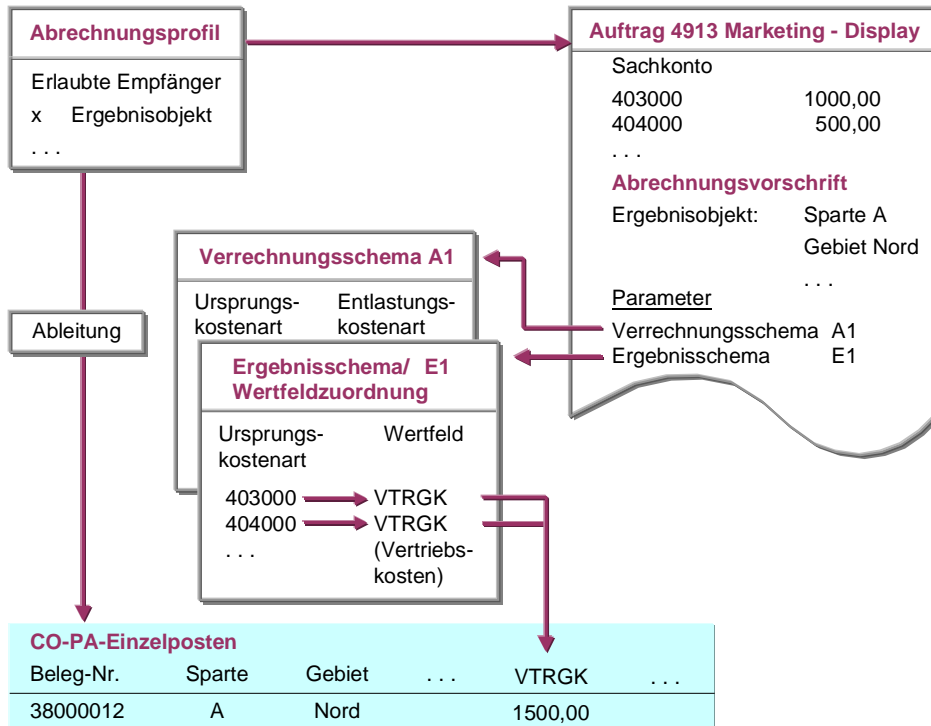 Abrechnungsprofil
Erlaubte Empfänger
x Ergebnisobjekt
. . .
Auftrag 4913 Marketing - Display
Sachkonto
403000 1000,00
404000 500,00
. . .
Abrechnungsvorschrift
Ergebnisobjekt: Sparte A
Gebiet Nord
. . .
Parameter
Verrechnungsschema A1
Ergebnisschema E1
Verrechnungsschema A1
Ursprungs- Entlastungs-
kostenart kostenart
Ableitung
Ergebnisschema/ E1
Wertfeldzuordnung
Ursprungs- Wertfeld
kostenart
403000 VTRGK
404000 VTRGK
. . . (Vertriebs-
kosten)
CO-PA-Einzelposten
Beleg-Nr. Sparte Gebiet . . . VTRGK . . .
38000012 A Nord 1500,00